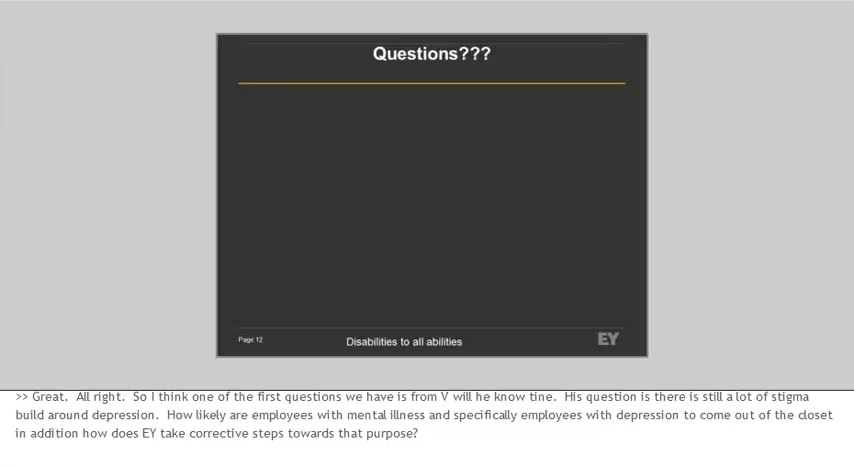 Questions???
Page 12
Disabilities to all abilities
EY
>> Great.  All right.  So I think one of the first questions we have is from V will he know tine.  His question is there is still a lot of stigma
build around depression.  How likely are employees with mental illness and specifically employees with depression to come out of the closet
in addition how does EY take corrective steps towards that purpose?